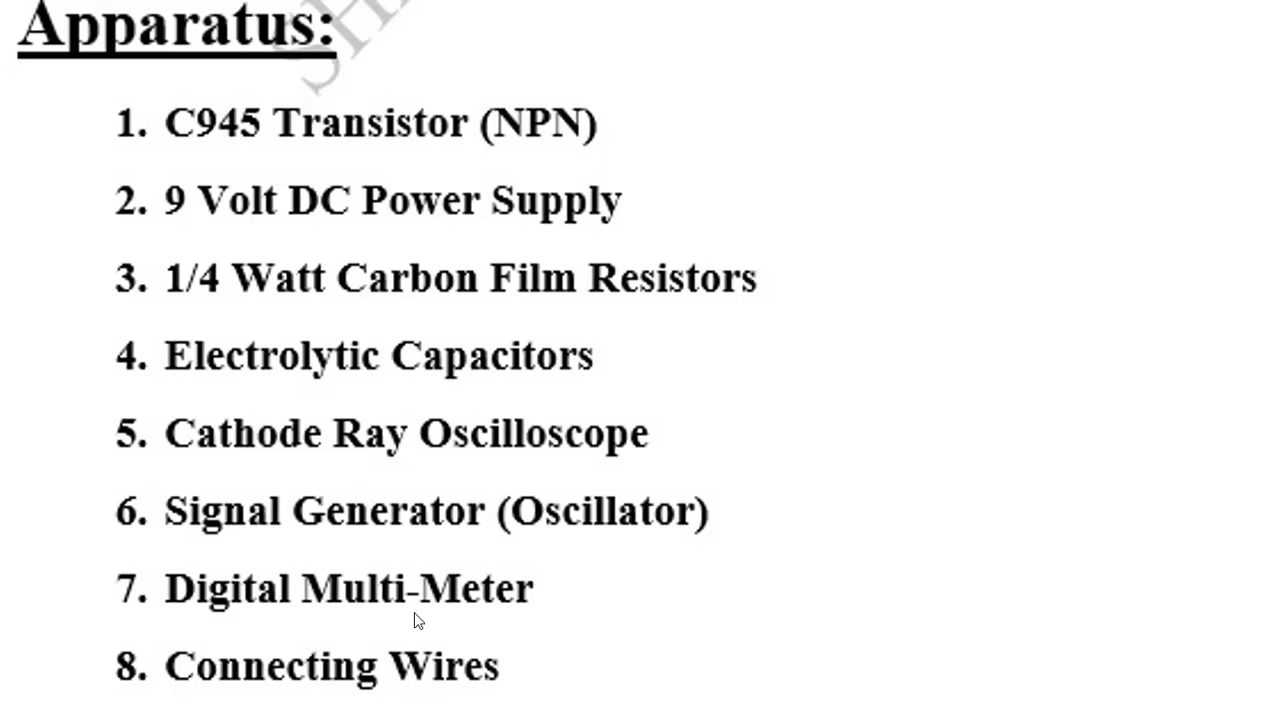 Apparatus:
1. C945 Transistor (NPN)
2. 9 Volt DC Power Supply
3. 1/4 Watt Carbon Film Resistors
4. Electrolytic Capacitors
5. Cathode Ray Oscilloscope
6. Signal Generator (Oscillator)
7. Digital Multi-Meter
8. Connecting Wires